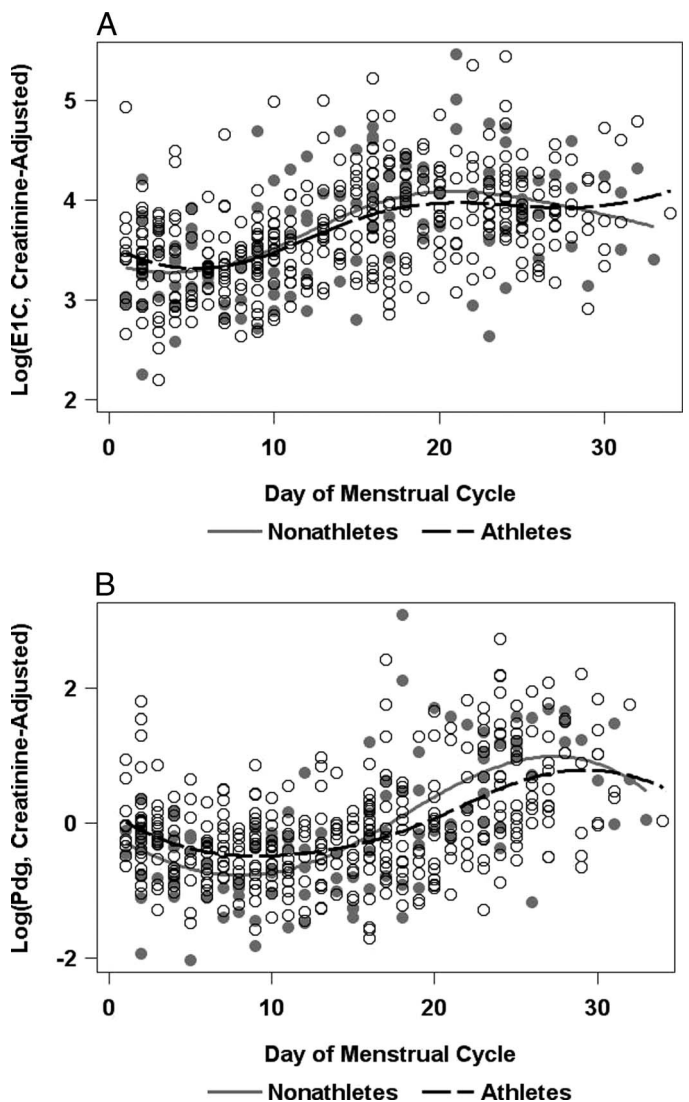 A
Log(E1C, Creatinine-Adjusted)
5
4
3
2
0 10 20 30
Day of Menstrual Cycle
Nonathletes Athletes
B
Log(Pdg, Creatinine-Adjusted)
2
0
-2
0 10 20 30
Day of Menstrual Cycle
Nonathletes Athletes